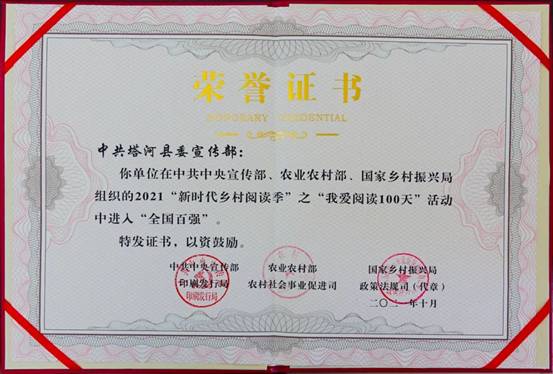 荣誉证书
HONORARY CREDENTIAL
中共塔河县委宣传部：
你单位在中共中央宣传部、农业农村部、国家乡村振兴局
组织的2021“新时代乡村阅读季”之“我爱阅读100天”活动
中进入“全国百强”。
特发证书，以资鼓励。
中共中央宣传部 农业农村部 国家乡村振兴局
印刷发行局 农村社会事业促进司 政策法规司（代章）
印刷发行局
二〇二一年十月